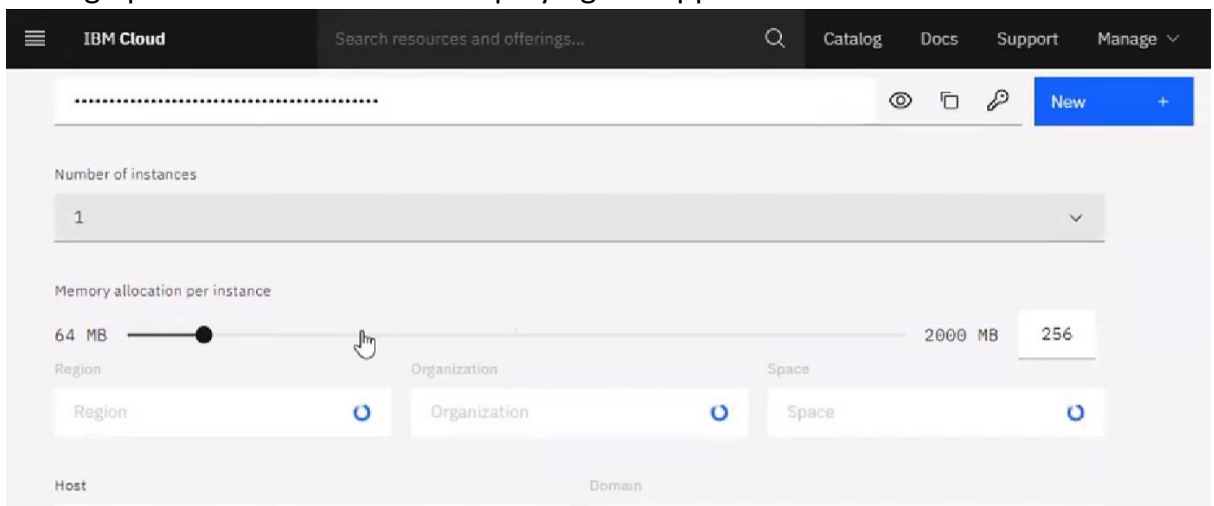 IBM Cloud Search resources and offerings... Catalog Docs Support Manage
•••••••••••••••••••••••••••••••••••••••••••• New +
Number of instances
1
Memory allocation per instance
64 MB 2000 MB 256
Region Organization Space
Region Organization Space
Host Domain